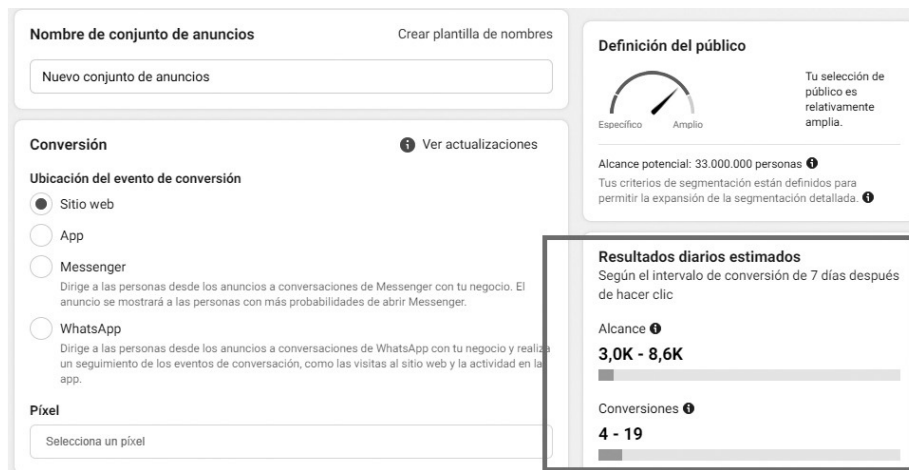 Nombre de conjunto de anuncios
Crear plantilla de nombres
Nuevo conjunto de anuncios
Conversión
Ver actualizaciones
Ubicación del evento de conversión
Sitio web
App
Messenger
Dirige a las personas desde los anuncios a conversaciones de Messenger con tu negocio. El
anuncio se mostrará a las personas con más probabilidades de abrir Messenger.
WhatsApp
Dirige a las personas desde los anuncios a conversaciones de WhatsApp con tu negocio y realiza
un seguimiento de los eventos de conversación, como las visitas al sitio web y la actividad en la
app.
Píxel
Selecciona un píxel
Definición del público
Específico
Amplio
Tu selección de
público es
relativamente
amplia.
Alcance potencial: 33.000.000 personas
Tus criterios de segmentación están definidos para
permitir la expansión de la segmentación detallada.
Resultados diarios estimados
Según el intervalo de conversión de 7 días después
de hacer clic
Alcance
3,0K - 8,6K
Conversiones
4 - 19